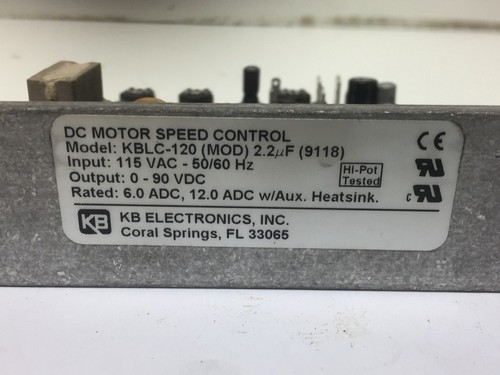 DC MOTOR SPEED CONTROL
Model: KBLC-120 (MOD) 2.2µF (9118)
Input: 115 VAC - 50/60 Hz
Output: 0 - 90 VDC
Rated: 6.0 ADC, 12.0 ADC w/Aux. Heatsink.
Hi-Pot
Tested
CE
c
KB
KB ELECTRONICS, INC.
Coral Springs, FL 33065